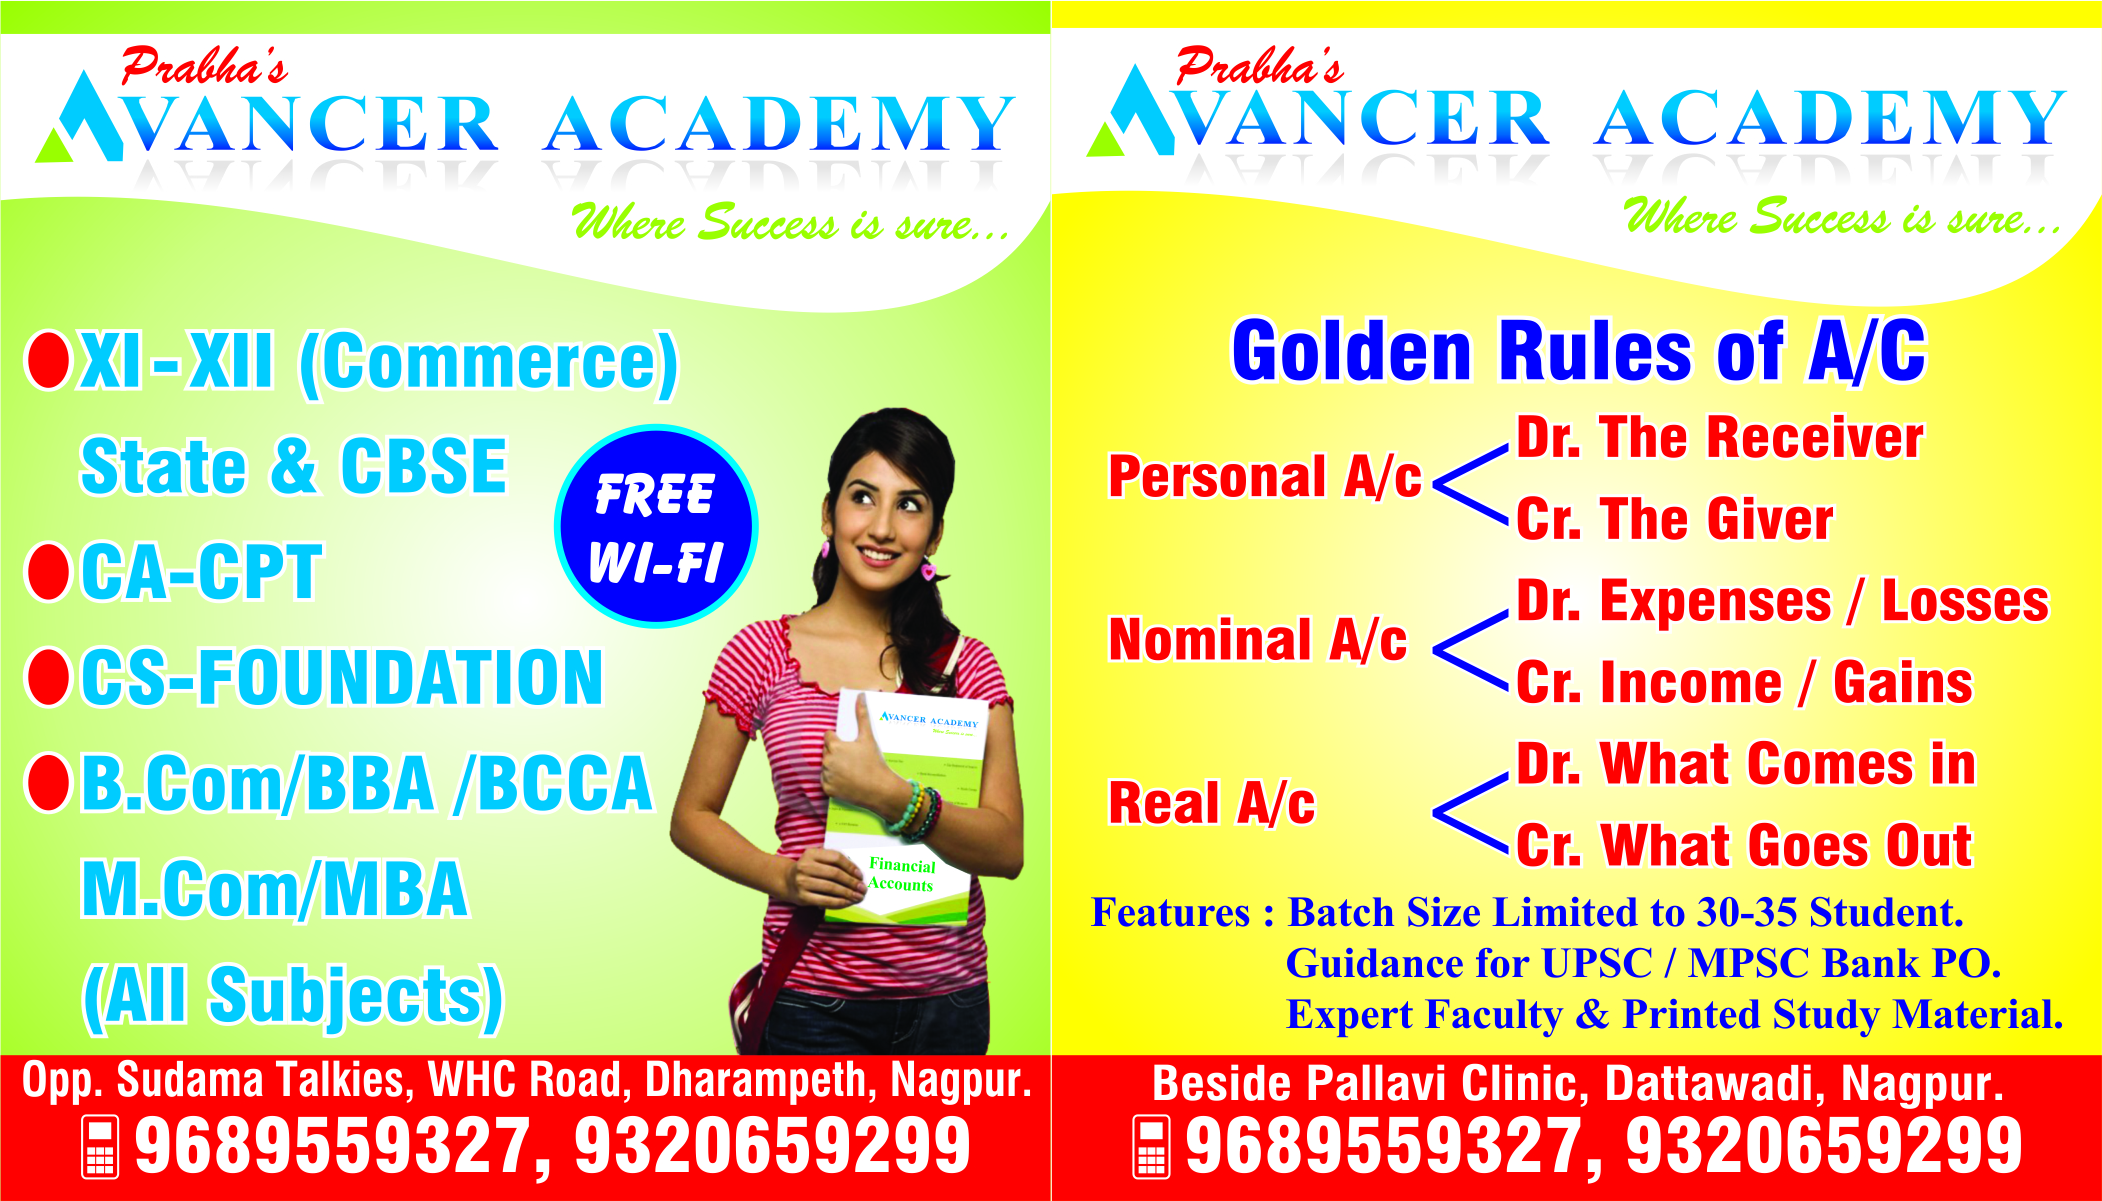 Prabha's
AVANCER ACADEMY
Where Success is sure...
XI-XII (Commerce)
State & CBSE
CA-CPT
CS-FOUNDATION
B.Com/BBA /BCCA
M.Com/MBA
(All Subjects)
FREE
WI-FI
AVANCER ACADEMY
Financial
Accounts
Opp. Sudama Talkies, WHC Road, Dharampeth, Nagpur.
9689559327, 9320659299
Prabha's
AVANCER ACADEMY
Where Success is sure...
Golden Rules of A/C
Personal A/c
Dr. The Receiver
Cr. The Giver
Nominal A/c
Dr. Expenses / Losses
Cr. Income / Gains
Real A/c
Dr. What Comes in
Cr. What Goes Out
Features : Batch Size Limited to 30-35 Student.
Guidance for UPSC / MPSC Bank PO.
Expert Faculty & Printed Study Material.
Beside Pallavi Clinic, Dattawadi, Nagpur.
9689559327, 9320659299